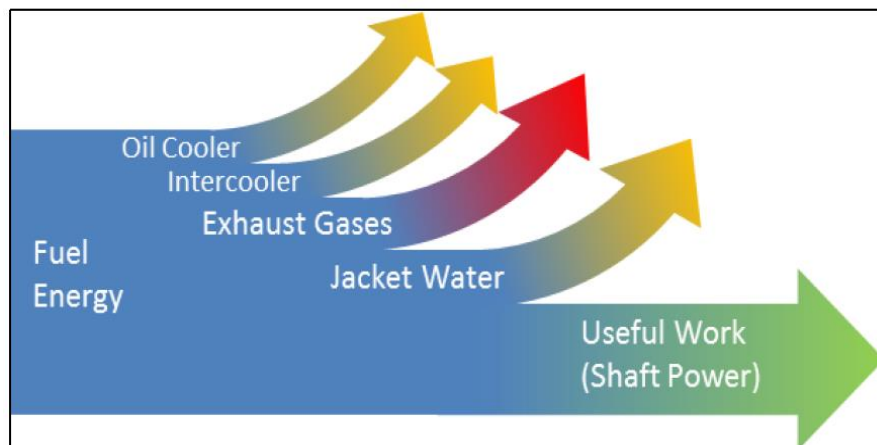 Oil Cooler
Intercooler
Exhaust Gases
Fuel
Energy
Jacket Water
Useful Work
(Shaft Power)